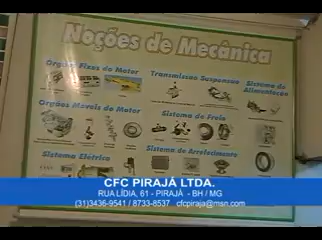 Noções de Mecânica
Orgãos Fixos do Motor
Transmissão Suspensão
Sistema de Alimentação
Orgãos Móveis do Motor
Sistema de Freio
Sistema Elétrico
Sistema de Arrefecimento
CFC PIRAJÁ LTDA.
RUA LÍDIA, 61 - PIRAJÁ - BH / MG
(31)3436-9541 / 8733-8537 cfcpiraja@msn.com